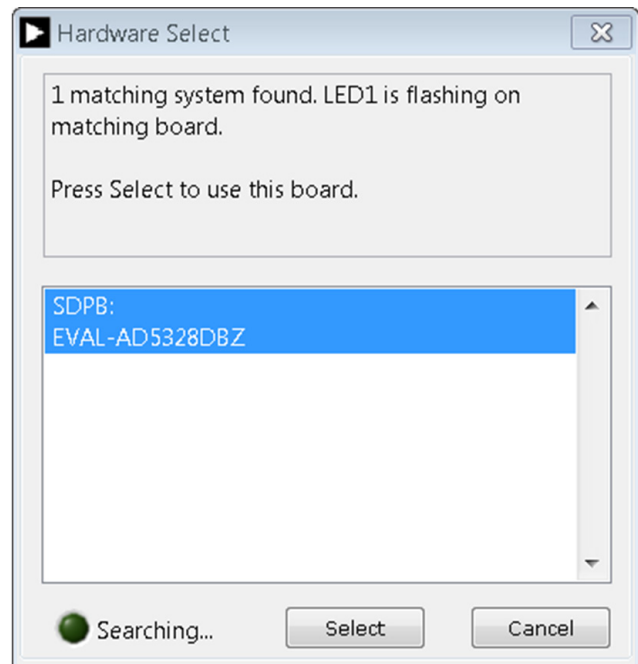 Hardware Select
1 matching system found. LED1 is flashing on
matching board.
Press Select to use this board.
SDPB:
EVAL-AD5328DBZ
Searching...
Select
Cancel